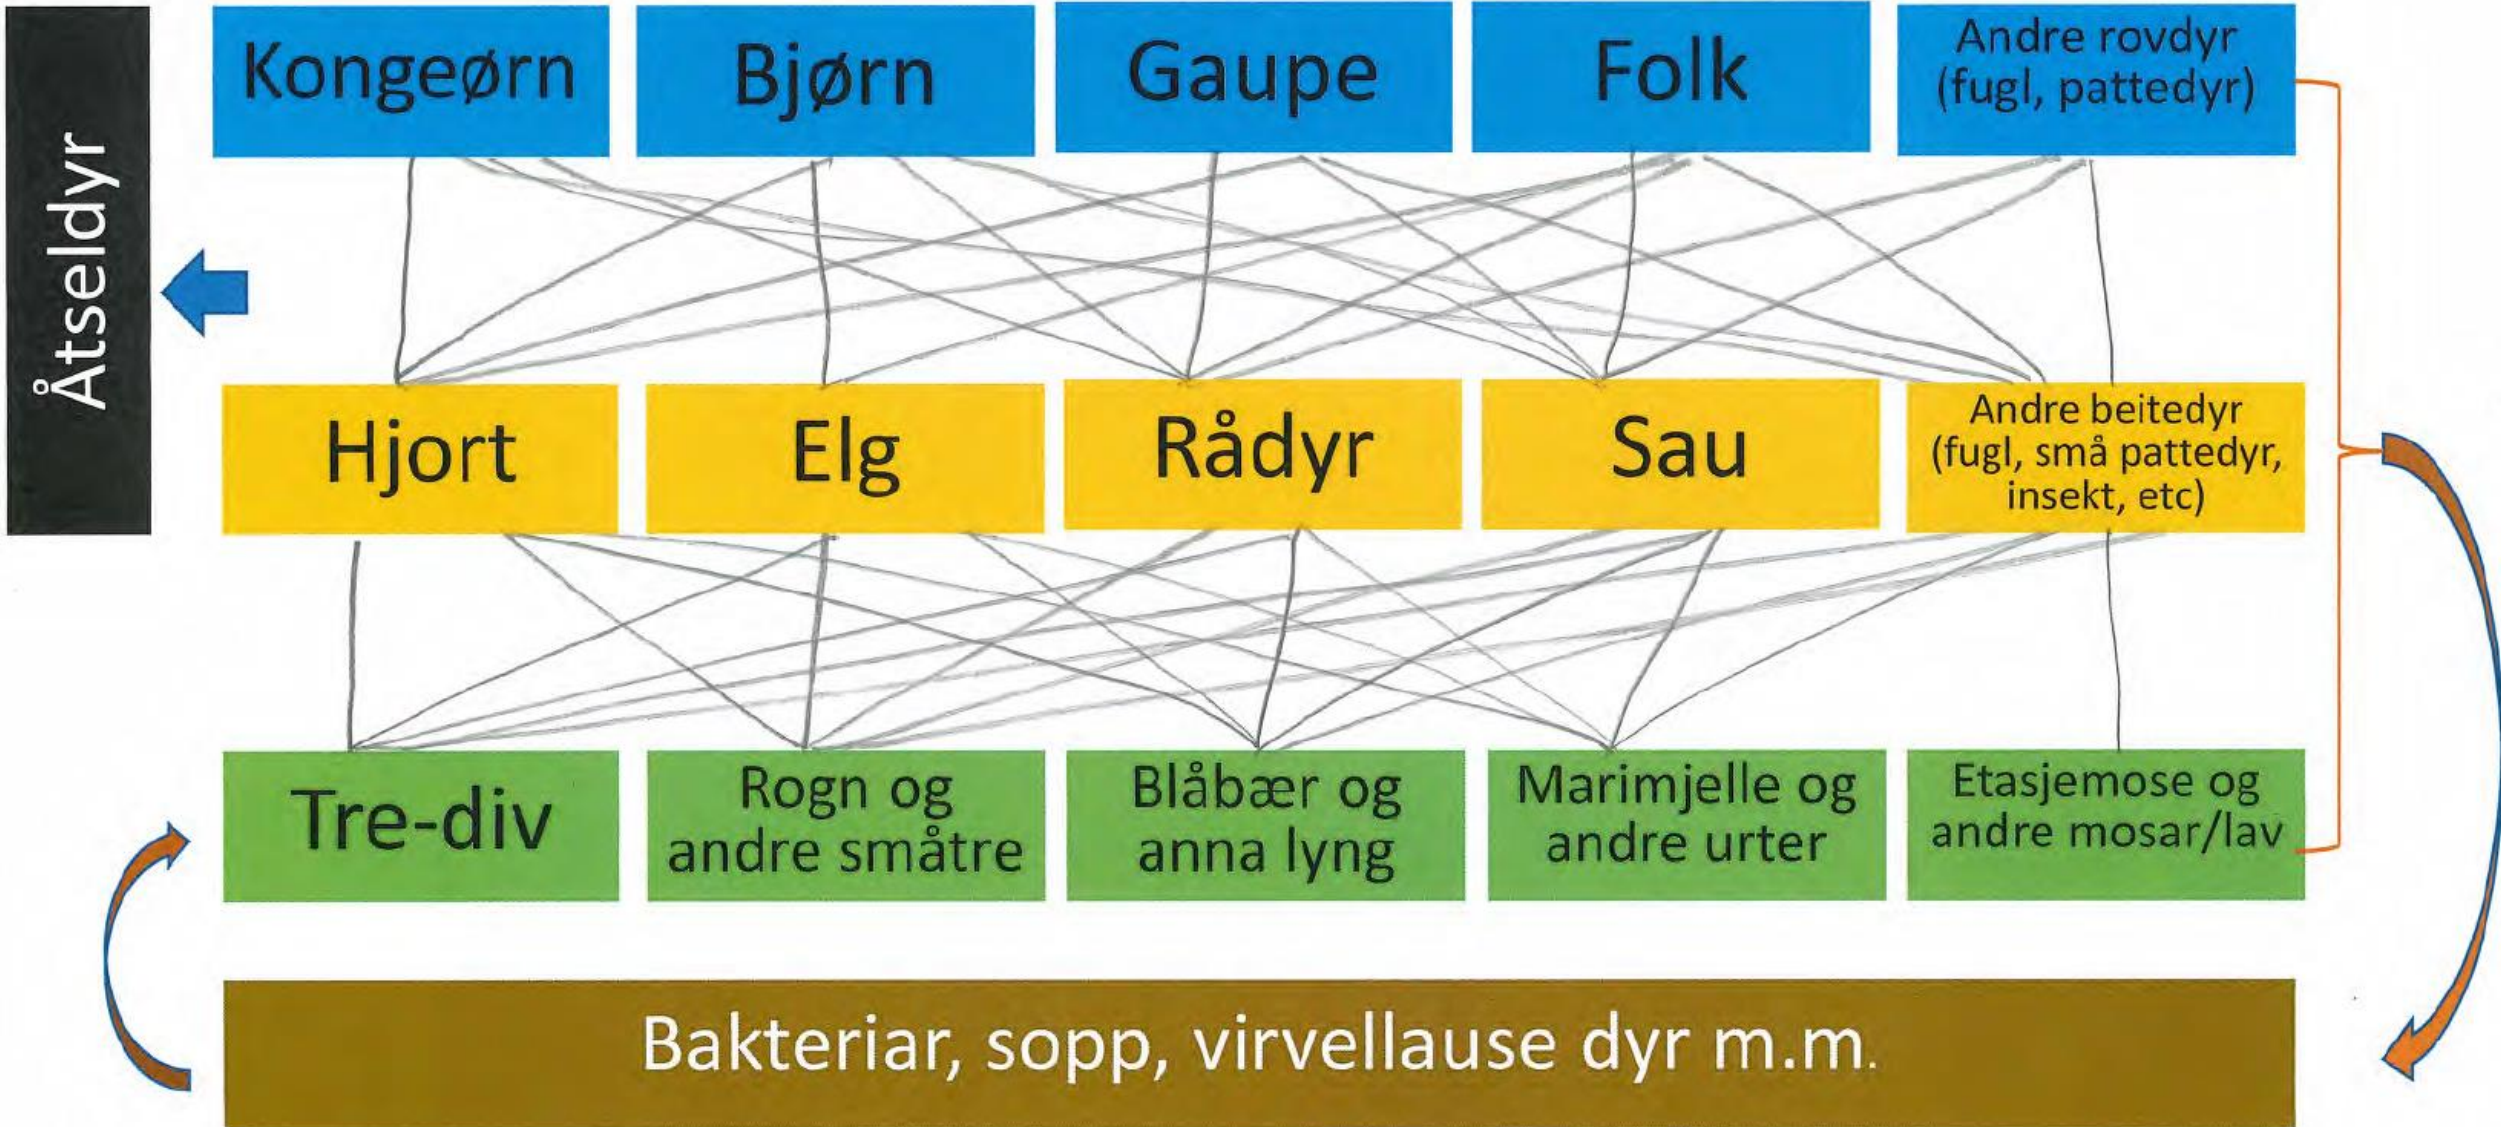 Åtseldyr
Kongeørn
Bjørn
Gaupe
Folk
Andre rovdyr
(fugl, pattedyr)
Hjort
Elg
Rådyr
Sau
Andre beitedyr
(fugl, små pattedyr,
insekt, etc)
Tre-div
Rogn og
andre småtre
Blåbær og
anna lyng
Marimjelle og
andre urter
Etasjemose og
andre mosar/lav
Bakteriar, sopp, virvellause dyr m.m.